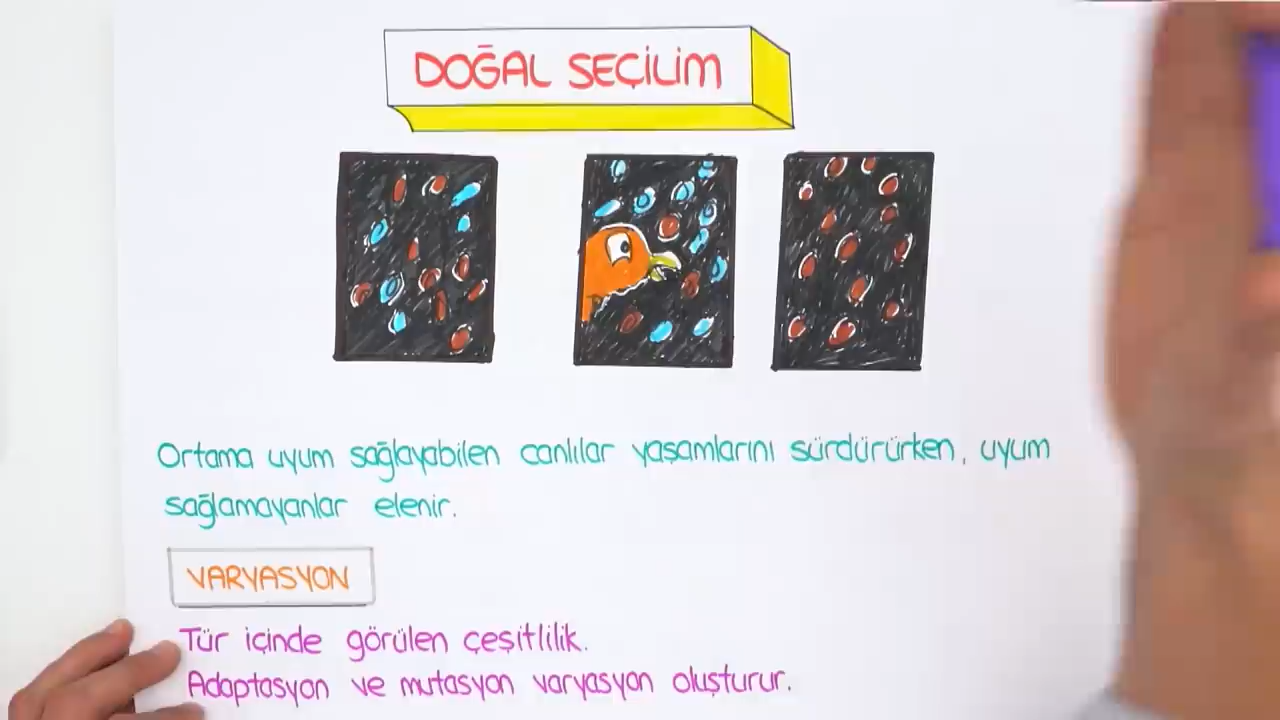 DOĞAL SEÇİLİM
Ortama uyum sağlayabilen canlılar yaşamlarını sürdürürken, uyum
sağlamayanlar elenir.
VARYASYON
Tür içinde görülen çeşitlilik.
Adaptasyon ve mutasyon varyasyon oluşturur.